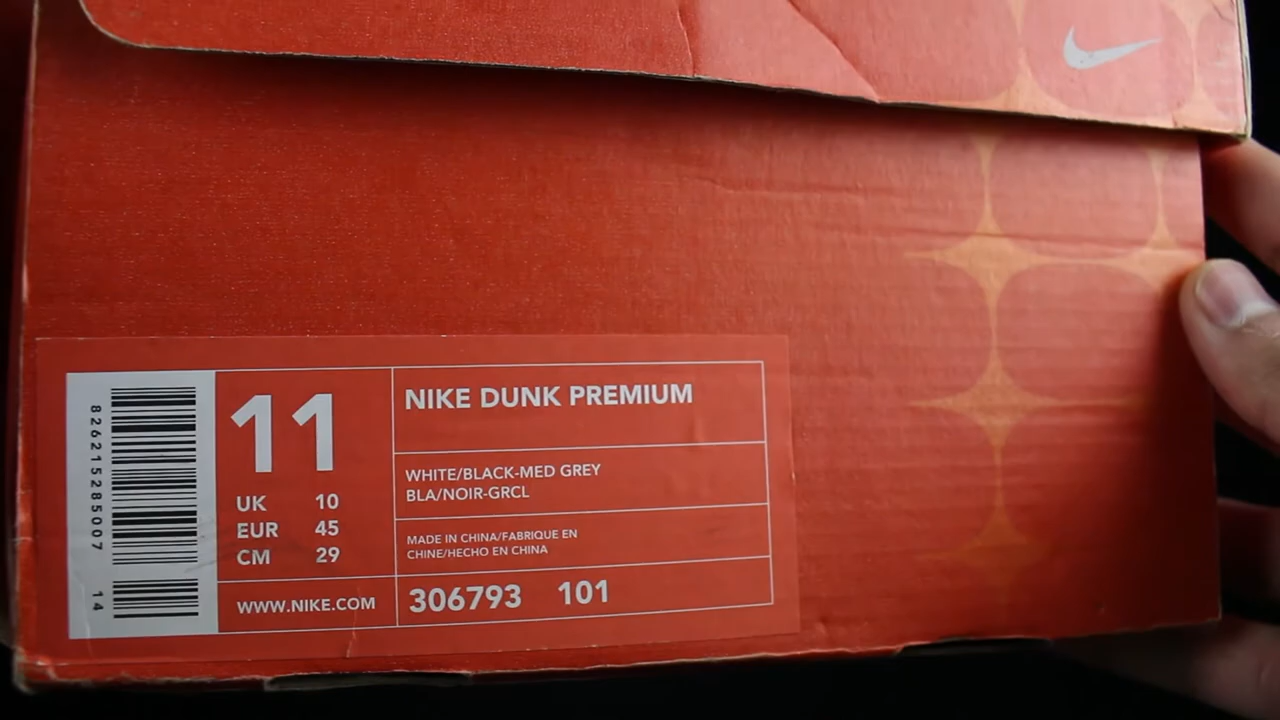 826215285007
14
11
UK 10
EUR 45
CM 29
WWW.NIKE.COM
NIKE DUNK PREMIUM
WHITE/BLACK-MED GREY
BLA/NOIR-GRCL
MADE IN CHINA/FABRIQUE EN
CHINE/HECHO EN CHINA
306793 101